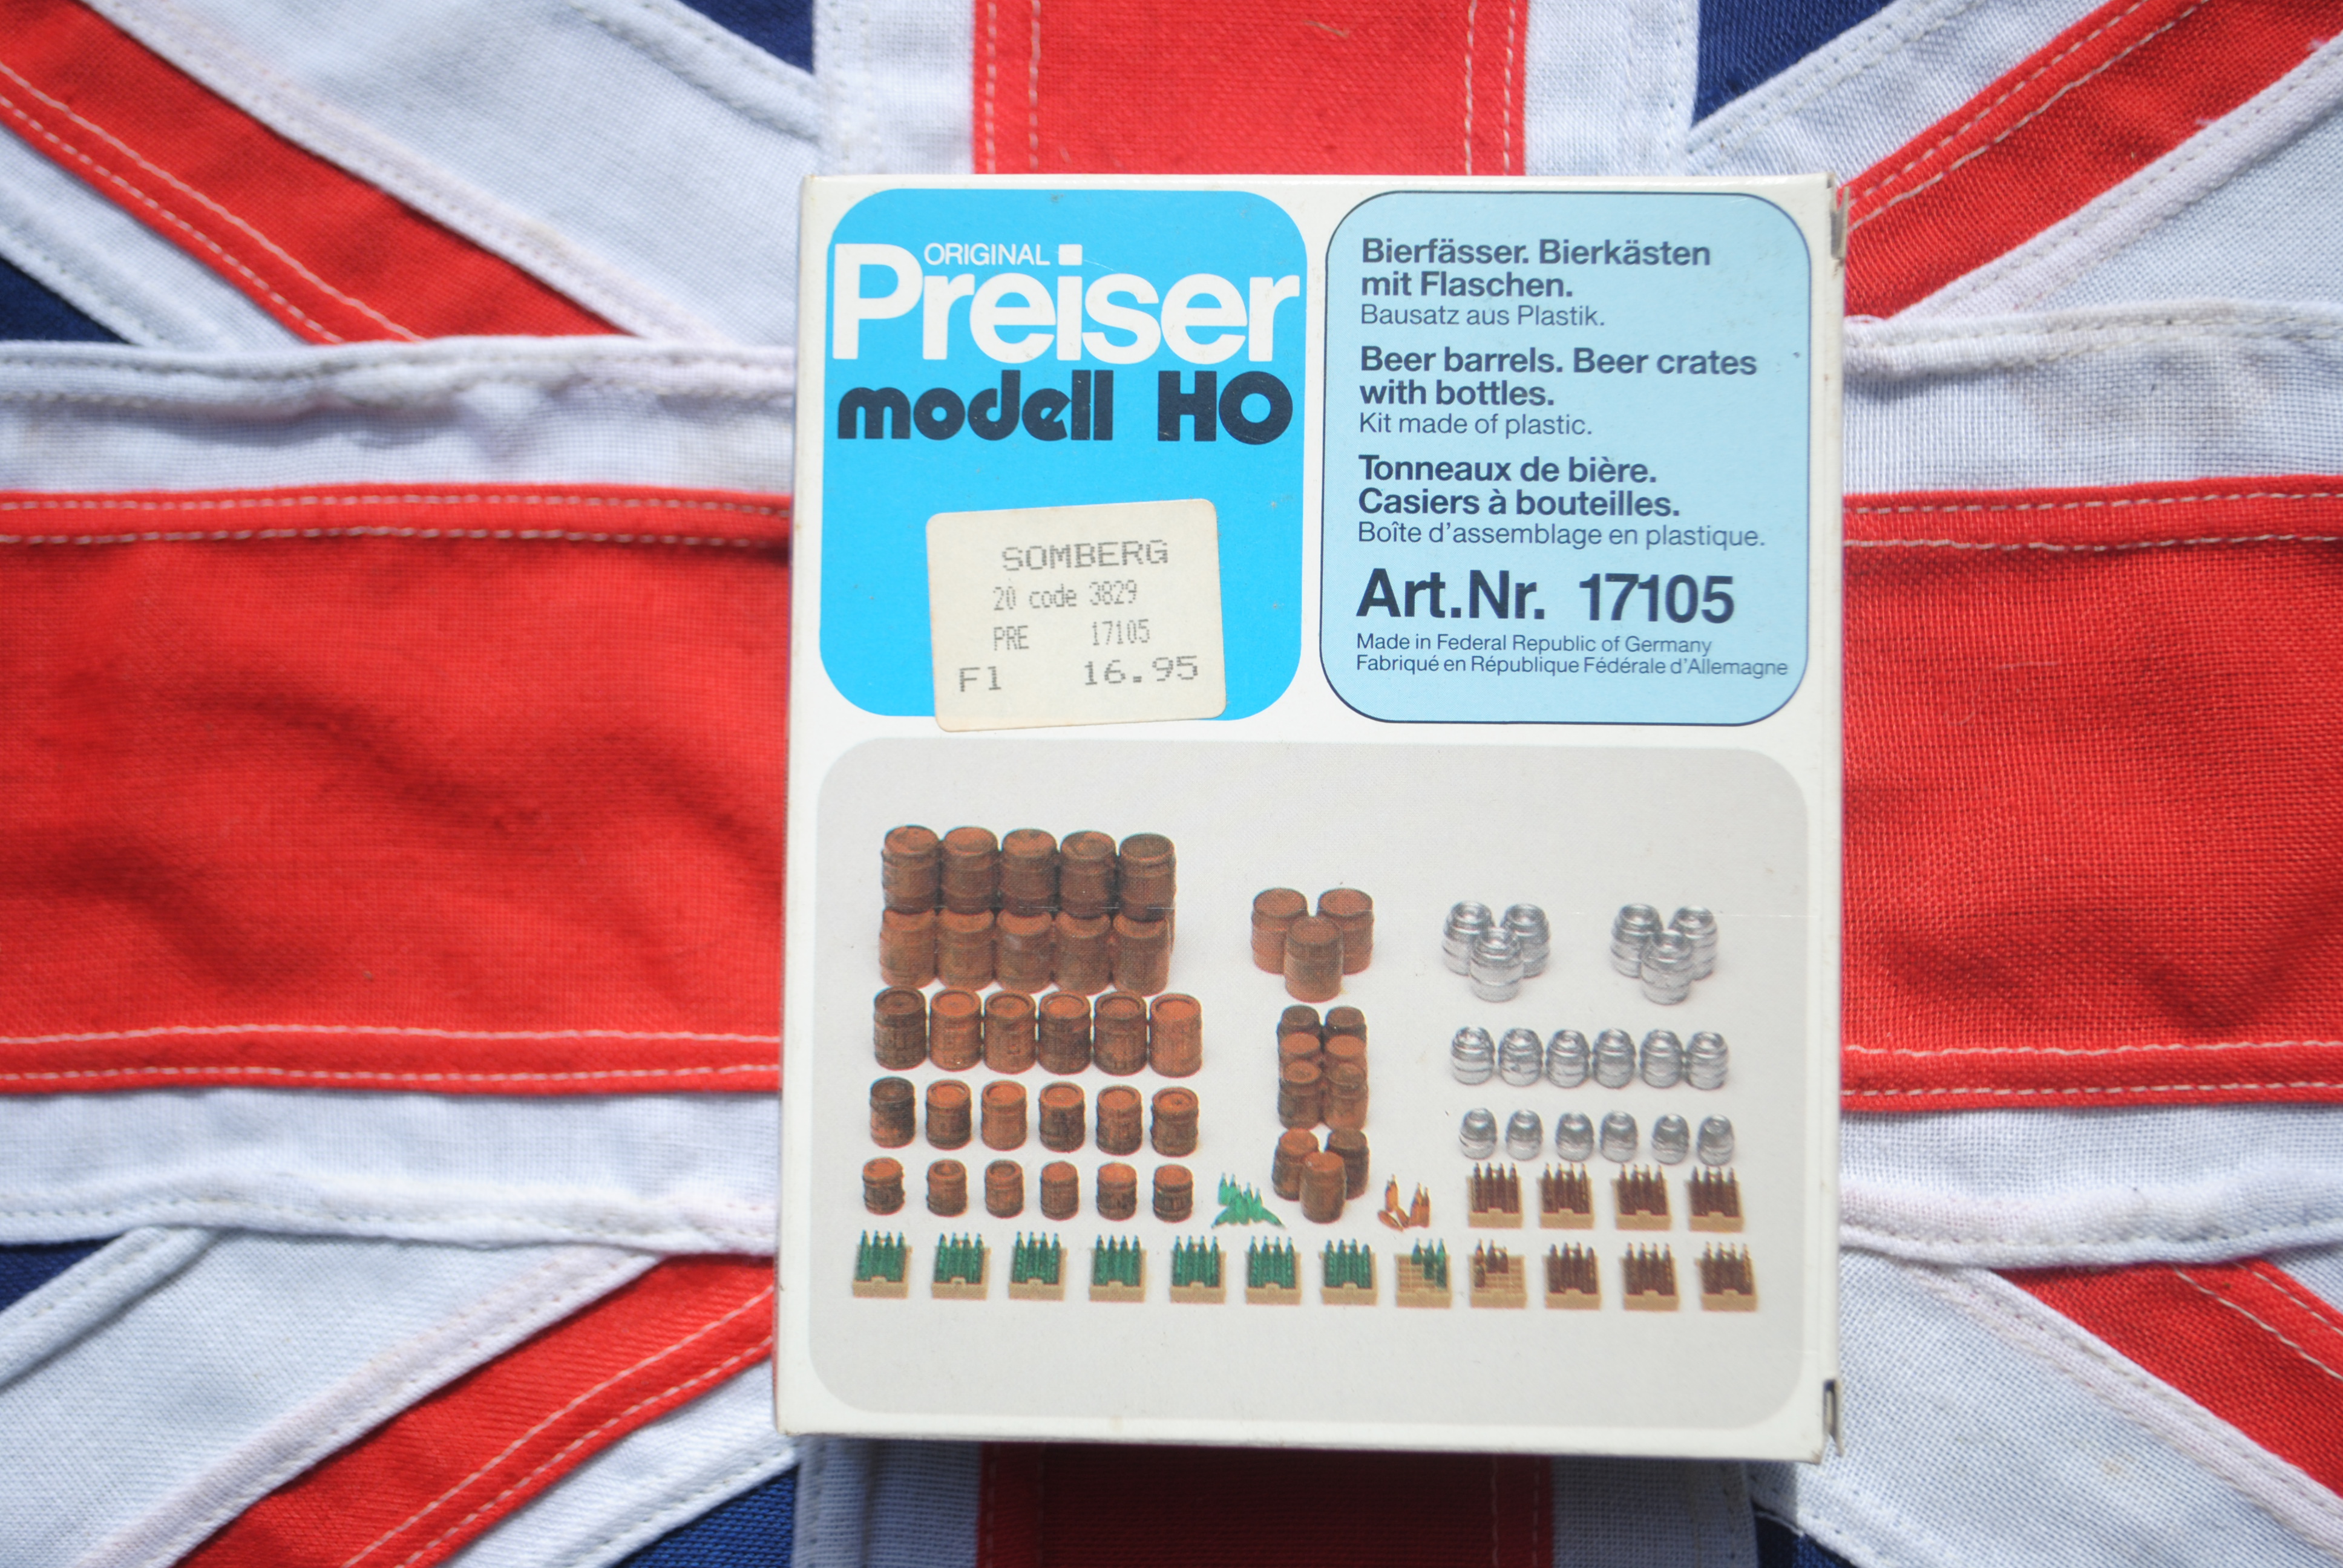 ORIGINAL
Preiser
modell HO
SOMBERG
20 code 3829
PRE 17105
Fl 16.95
Bierfässer. Bierkästen
mit Flaschen.
Bausatz aus Plastik.
Beer barrels. Beer crates
with bottles.
Kit made of plastic.
Tonneaux de bière.
Casiers à bouteilles.
Boîte d'assemblage en plastique.
Art.Nr. 17105
Made in Federal Republic of Germany
Fabriqué en République Fédérale d'Allemagne